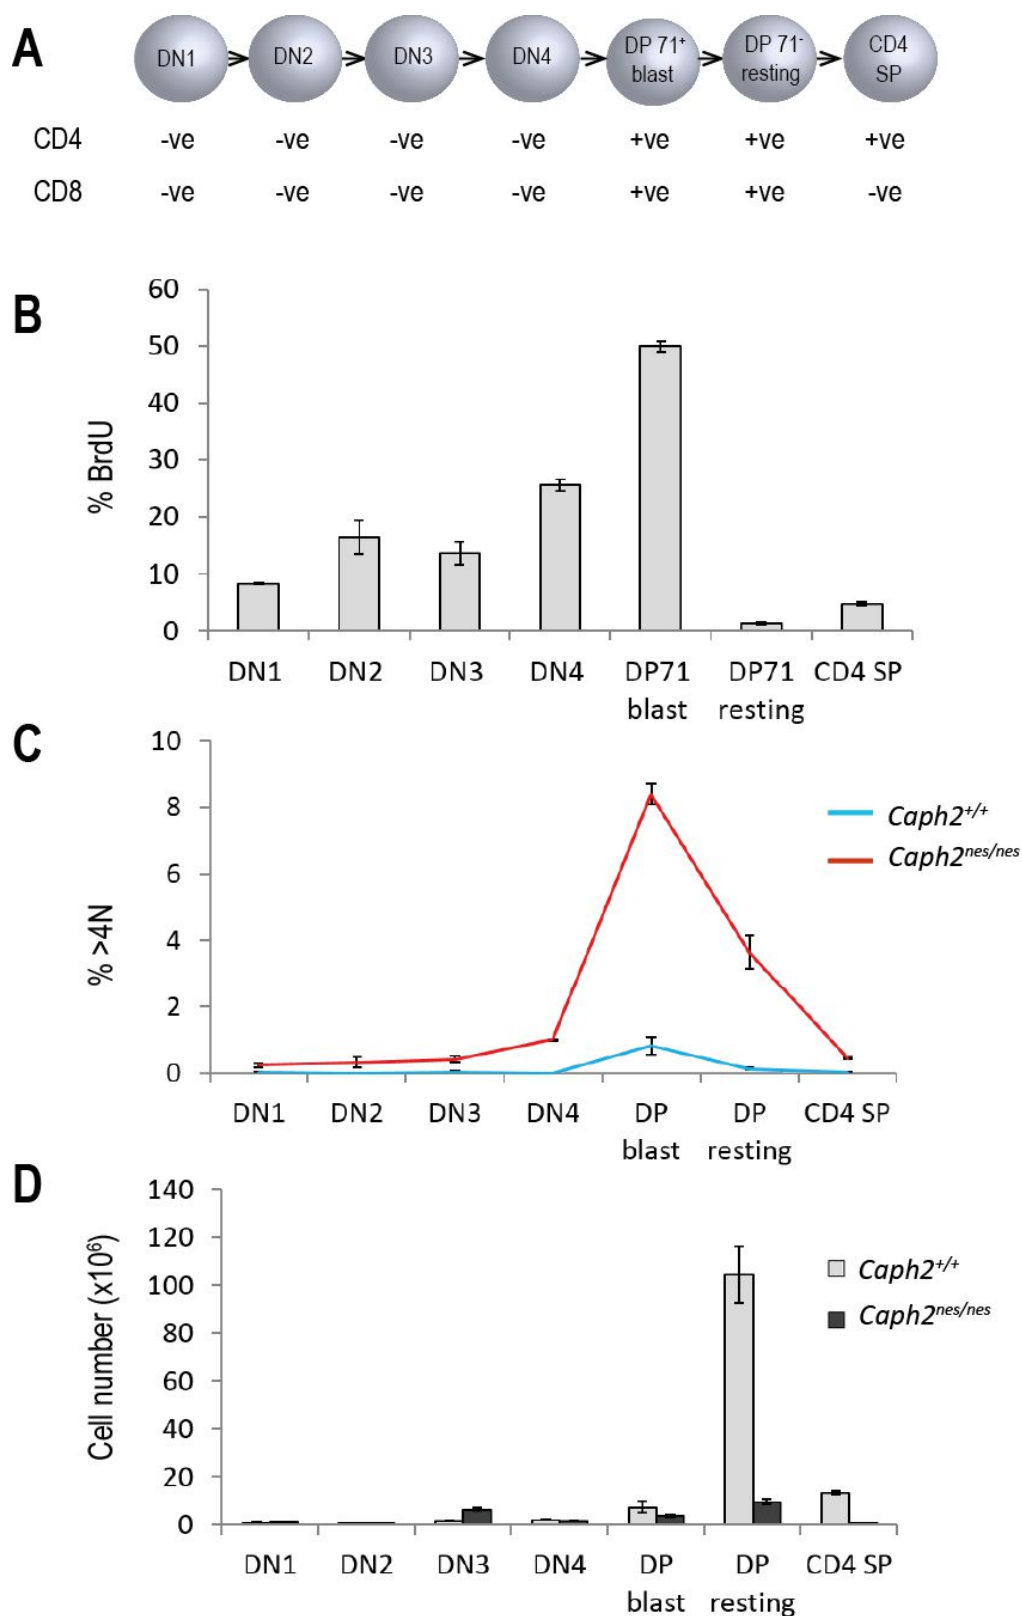 A
DN1 DN2 DN3 DN4 DP 71⁺ blast DP 71⁻ resting CD4 SP
CD4 -ve -ve -ve -ve +ve +ve +ve
CD8 -ve -ve -ve -ve +ve +ve -ve
B
% BrdU
60
50
40
30
20
10
0
DN1 DN2 DN3 DN4 DP71 blast DP71 resting CD4 SP
C
% >4N
10
8
6
4
2
0
Caph2⁺/⁺
Caph2ⁿᵉˢ/ⁿᵉˢ
DN1 DN2 DN3 DN4 DP blast DP resting CD4 SP
D
Cell number (x10⁶)
140
120
100
80
60
40
20
0
Caph2⁺/⁺
Caph2ⁿᵉˢ/ⁿᵉˢ
DN1 DN2 DN3 DN4 DP blast DP resting CD4 SP